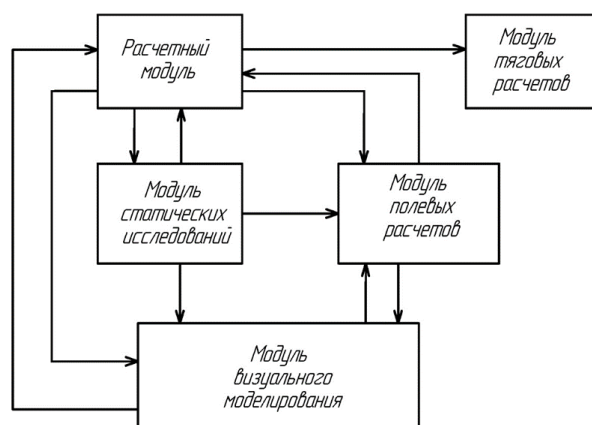 Расчетный
модуль
Модуль
тяговых
расчетов
Модуль
статических
исследований
Модуль
полевых
расчетов
Модуль
визуального
моделирования